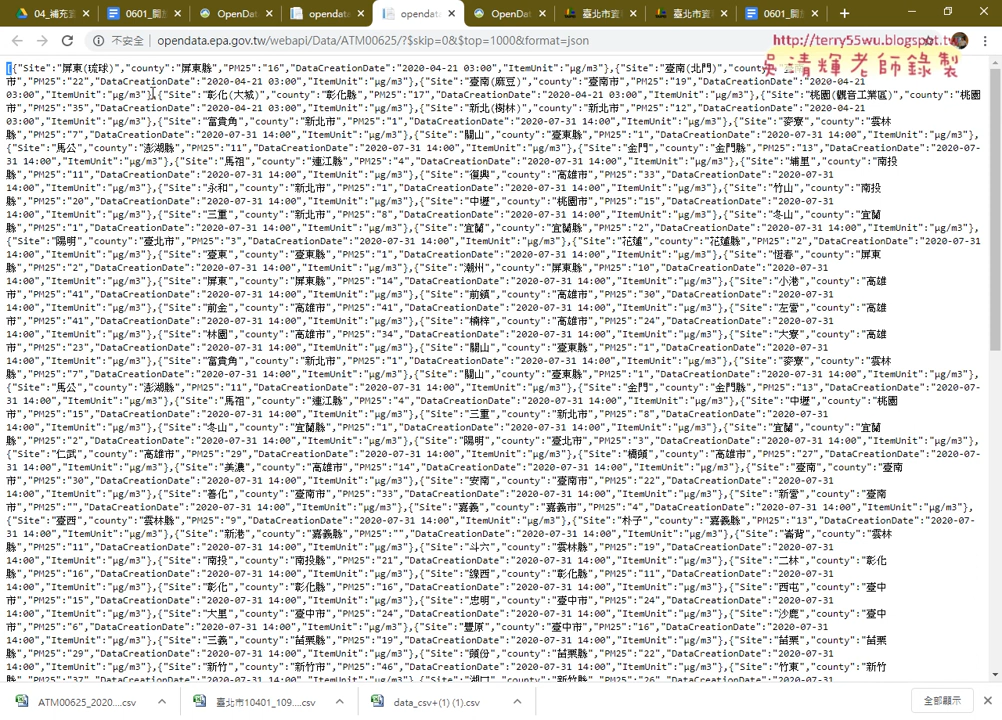 04_補充資
0601_開放
OpenDat
opendat
opendat
OpenDat
臺北市資
臺北市資
0601_開放
不安全 | opendata.epa.gov.tw/webapi/Data/ATM00625/?$skip=0&$top=1000&format=json
http://terry55wu.blogspot.tw
吳清輝老師錄製
[{"Site":"屏東(琉球)","county":"屏東縣","PM25":"16","DataCreationDate":"2020-04-21 03:00","ItemUnit":"μg/m3"},{"Site":"臺南(北門)","county":
市","PM25":"22","DataCreationDate":"2020-04-21 03:00","ItemUnit":"μg/m3"},{"Site":"臺南(麻豆)","county":"臺南市","PM25":"19","DataCreationDate":"2020-04-21
03:00","ItemUnit":"μg/m3"},{"Site":"彰化(大城)","county":"彰化縣","PM25":"17","DataCreationDate":"2020-04-21 03:00","ItemUnit":"μg/m3"},{"Site":"桃園(觀音工業區)","county":"桃園
市","PM25":"35","DataCreationDate":"2020-04-21 03:00","ItemUnit":"μg/m3"},{"Site":"新北(樹林)","county":"新北市","PM25":"12","DataCreationDate":"2020-04-21
03:00","ItemUnit":"μg/m3"},{"Site":"富貴角","county":"新北市","PM25":"1","DataCreationDate":"2020-07-31 14:00","ItemUnit":"μg/m3"},{"Site":"麥寮","county":"雲林
縣","PM25":"7","DataCreationDate":"2020-07-31 14:00","ItemUnit":"μg/m3"},{"Site":"關山","county":"臺東縣","PM25":"1","DataCreationDate":"2020-07-31 14:00","ItemUnit":"μg/m3"},
{"Site":"馬公","county":"澎湖縣","PM25":"11","DataCreationDate":"2020-07-31 14:00","ItemUnit":"μg/m3"},{"Site":"金門","county":"金門縣","PM25":"13","DataCreationDate":"2020-07-
31 14:00","ItemUnit":"μg/m3"},{"Site":"馬祖","county":"連江縣","PM25":"4","DataCreationDate":"2020-07-31 14:00","ItemUnit":"μg/m3"},{"Site":"埔里","county":"南投
縣","PM25":"11","DataCreationDate":"2020-07-31 14:00","ItemUnit":"μg/m3"},{"Site":"復興","county":"高雄市","PM25":"33","DataCreationDate":"2020-07-31
14:00","ItemUnit":"μg/m3"},{"Site":"永和","county":"新北市","PM25":"1","DataCreationDate":"2020-07-31 14:00","ItemUnit":"μg/m3"},{"Site":"竹山","county":"南投
縣","PM25":"20","DataCreationDate":"2020-07-31 14:00","ItemUnit":"μg/m3"},{"Site":"中壢","county":"桃園市","PM25":"15","DataCreationDate":"2020-07-31
14:00","ItemUnit":"μg/m3"},{"Site":"三重","county":"新北市","PM25":"8","DataCreationDate":"2020-07-31 14:00","ItemUnit":"μg/m3"},{"Site":"冬山","county":"宜蘭
縣","PM25":"1","DataCreationDate":"2020-07-31 14:00","ItemUnit":"μg/m3"},{"Site":"宜蘭","county":"宜蘭縣","PM25":"2","DataCreationDate":"2020-07-31 14:00","ItemUnit":"μg/m3"},
{"Site":"陽明","county":"臺北市","PM25":"3","DataCreationDate":"2020-07-31 14:00","ItemUnit":"μg/m3"},{"Site":"花蓮","county":"花蓮縣","PM25":"2","DataCreationDate":"2020-07-31
14:00","ItemUnit":"μg/m3"},{"Site":"臺東","county":"臺東縣","PM25":"1","DataCreationDate":"2020-07-31 14:00","ItemUnit":"μg/m3"},{"Site":"恆春","county":"屏東
縣","PM25":"2","DataCreationDate":"2020-07-31 14:00","ItemUnit":"μg/m3"},{"Site":"潮州","county":"屏東縣","PM25":"10","DataCreationDate":"2020-07-31
14:00","ItemUnit":"μg/m3"},{"Site":"屏東","county":"屏東縣","PM25":"14","DataCreationDate":"2020-07-31 14:00","ItemUnit":"μg/m3"},{"Site":"小港","county":"高雄
市","PM25":"41","DataCreationDate":"2020-07-31 14:00","ItemUnit":"μg/m3"},{"Site":"前鎮","county":"高雄市","PM25":"30","DataCreationDate":"2020-07-31
14:00","ItemUnit":"μg/m3"},{"Site":"前金","county":"高雄市","PM25":"41","DataCreationDate":"2020-07-31 14:00","ItemUnit":"μg/m3"},{"Site":"左營","county":"高雄
市","PM25":"41","DataCreationDate":"2020-07-31 14:00","ItemUnit":"μg/m3"},{"Site":"楠梓","county":"高雄市","PM25":"24","DataCreationDate":"2020-07-31
14:00","ItemUnit":"μg/m3"},{"Site":"林園","county":"高雄市","PM25":"34","DataCreationDate":"2020-07-31 14:00","ItemUnit":"μg/m3"},{"Site":"大寮","county":"高雄
市","PM25":"23","DataCreationDate":"2020-07-31 14:00","ItemUnit":"μg/m3"},{"Site":"關山","county":"臺東縣","PM25":"1","DataCreationDate":"2020-07-31
14:00","ItemUnit":"μg/m3"},{"Site":"富貴角","county":"新北市","PM25":"1","DataCreationDate":"2020-07-31 14:00","ItemUnit":"μg/m3"},{"Site":"麥寮","county":"雲林
縣","PM25":"7","DataCreationDate":"2020-07-31 14:00","ItemUnit":"μg/m3"},{"Site":"關山","county":"臺東縣","PM25":"1","DataCreationDate":"2020-07-31 14:00","ItemUnit":"μg/m3"},
{"Site":"馬公","county":"澎湖縣","PM25":"11","DataCreationDate":"2020-07-31 14:00","ItemUnit":"μg/m3"},{"Site":"金門","county":"金門縣","PM25":"13","DataCreationDate":"2020-07-
31 14:00","ItemUnit":"μg/m3"},{"Site":"馬祖","county":"連江縣","PM25":"4","DataCreationDate":"2020-07-31 14:00","ItemUnit":"μg/m3"},{"Site":"中壢","county":"桃園
市","PM25":"15","DataCreationDate":"2020-07-31 14:00","ItemUnit":"μg/m3"},{"Site":"三重","county":"新北市","PM25":"8","DataCreationDate":"2020-07-31
14:00","ItemUnit":"μg/m3"},{"Site":"冬山","county":"宜蘭縣","PM25":"1","DataCreationDate":"2020-07-31 14:00","ItemUnit":"μg/m3"},{"Site":"宜蘭","county":"宜蘭
縣","PM25":"2","DataCreationDate":"2020-07-31 14:00","ItemUnit":"μg/m3"},{"Site":"陽明","county":"臺北市","PM25":"3","DataCreationDate":"2020-07-31 14:00","ItemUnit":"μg/m3"},
{"Site":"仁武","county":"高雄市","PM25":"29","DataCreationDate":"2020-07-31 14:00","ItemUnit":"μg/m3"},{"Site":"橋頭","county":"高雄市","PM25":"27","DataCreationDate":"2020-07-
31 14:00","ItemUnit":"μg/m3"},{"Site":"美濃","county":"高雄市","PM25":"14","DataCreationDate":"2020-07-31 14:00","ItemUnit":"μg/m3"},{"Site":"臺南","county":"臺南
市","PM25":"30","DataCreationDate":"2020-07-31 14:00","ItemUnit":"μg/m3"},{"Site":"安南","county":"臺南市","PM25":"22","DataCreationDate":"2020-07-31
14:00","ItemUnit":"μg/m3"},{"Site":"善化","county":"臺南市","PM25":"33","DataCreationDate":"2020-07-31 14:00","ItemUnit":"μg/m3"},{"Site":"新營","county":"臺南
市","PM25":"","DataCreationDate":"2020-07-31 14:00","ItemUnit":"μg/m3"},{"Site":"嘉義","county":"嘉義市","PM25":"4","DataCreationDate":"2020-07-31 14:00","ItemUnit":"μg/m3"},
{"Site":"臺西","county":"雲林縣","PM25":"9","DataCreationDate":"2020-07-31 14:00","ItemUnit":"μg/m3"},{"Site":"朴子","county":"嘉義縣","PM25":"13","DataCreationDate":"2020-07-
31 14:00","ItemUnit":"μg/m3"},{"Site":"新港","county":"嘉義縣","PM25":"","DataCreationDate":"2020-07-31 14:00","ItemUnit":"μg/m3"},{"Site":"崙背","county":"雲林
縣","PM25":"11","DataCreationDate":"2020-07-31 14:00","ItemUnit":"μg/m3"},{"Site":"斗六","county":"雲林縣","PM25":"19","DataCreationDate":"2020-07-31
14:00","ItemUnit":"μg/m3"},{"Site":"南投","county":"南投縣","PM25":"21","DataCreationDate":"2020-07-31 14:00","ItemUnit":"μg/m3"},{"Site":"二林","county":"彰化
縣","PM25":"16","DataCreationDate":"2020-07-31 14:00","ItemUnit":"μg/m3"},{"Site":"線西","county":"彰化縣","PM25":"11","DataCreationDate":"2020-07-31
14:00","ItemUnit":"μg/m3"},{"Site":"彰化","county":"彰化縣","PM25":"16","DataCreationDate":"2020-07-31 14:00","ItemUnit":"μg/m3"},{"Site":"西屯","county":"臺中
市","PM25":"15","DataCreationDate":"2020-07-31 14:00","ItemUnit":"μg/m3"},{"Site":"忠明","county":"臺中市","PM25":"24","DataCreationDate":"2020-07-31
14:00","ItemUnit":"μg/m3"},{"Site":"大里","county":"臺中市","PM25":"24","DataCreationDate":"2020-07-31 14:00","ItemUnit":"μg/m3"},{"Site":"沙鹿","county":"臺中
市","PM25":"6","DataCreationDate":"2020-07-31 14:00","ItemUnit":"μg/m3"},{"Site":"豐原","county":"臺中市","PM25":"16","DataCreationDate":"2020-07-31
14:00","ItemUnit":"μg/m3"},{"Site":"三義","county":"苗栗縣","PM25":"19","DataCreationDate":"2020-07-31 14:00","ItemUnit":"μg/m3"},{"Site":"苗栗","county":"苗栗
縣","PM25":"29","DataCreationDate":"2020-07-31 14:00","ItemUnit":"μg/m3"},{"Site":"頭份","county":"苗栗縣","PM25":"22","DataCreationDate":"2020-07-31
14:00","ItemUnit":"μg/m3"},{"Site":"新竹","county":"新竹市","PM25":"46","DataCreationDate":"2020-07-31 14:00","ItemUnit":"μg/m3"},{"Site":"竹東","county":"新竹
縣","PM25":"37","DataCreationDate":"2020-07-31 14:00","ItemUnit":"μg/m3"},{"Site":"湖口","county":"新竹縣","PM25":"26","DataCreationDate":"2020-07-31
ATM00625_2020....csv
臺北市10401_109....csv
data_csv+(1) (1).csv
全部顯示